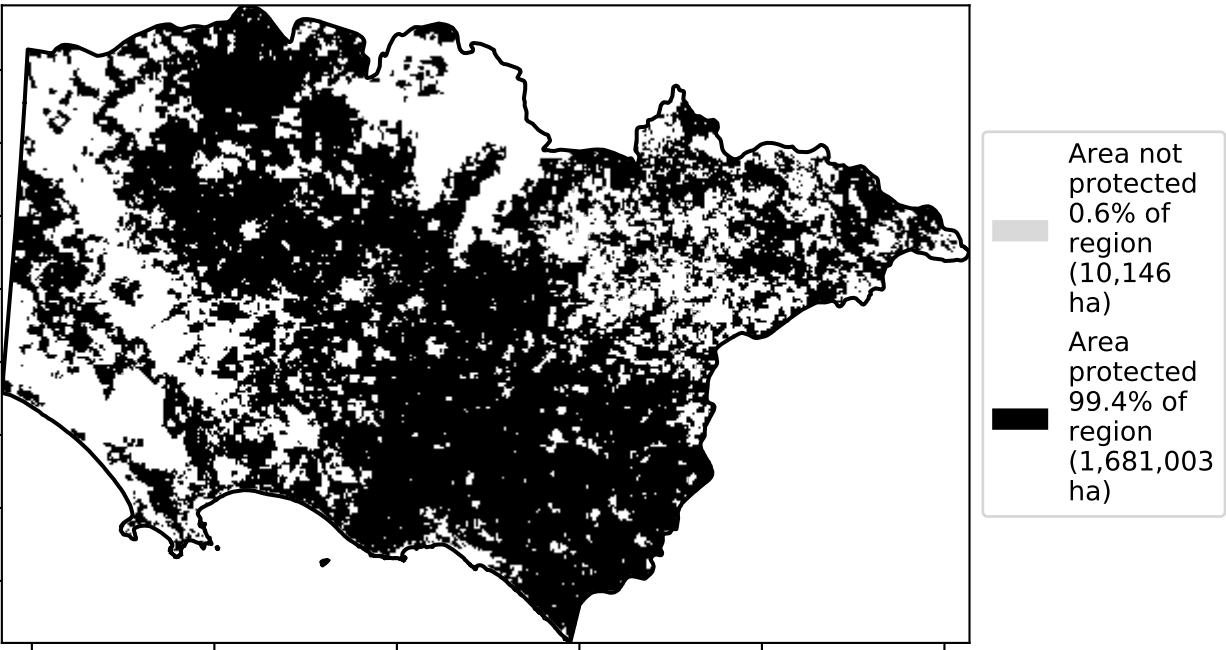 Area not
protected
0.6% of
region
(10,146
ha)
Area
protected
99.4% of
region
(1,681,003
ha)